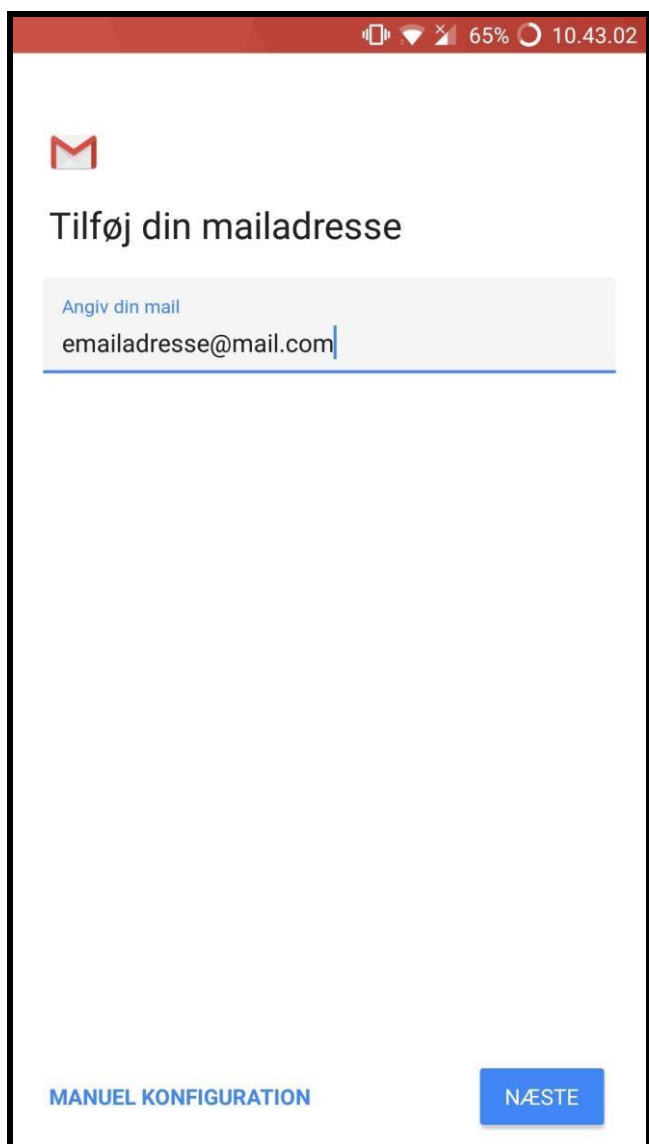 65% 10.43.02
Tilføj din mailadresse
Angiv din mail
emailadresse@mail.com
MANUEL KONFIGURATION NÆSTE